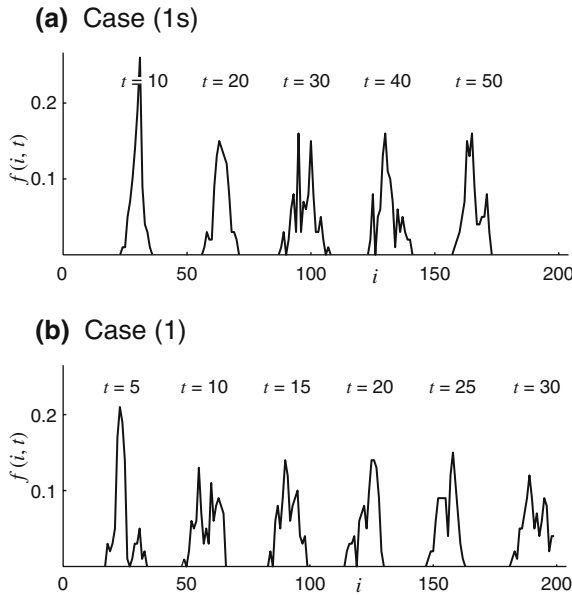 (a) Case (1s)
t = 10 t = 20 t = 30 t = 40 t = 50
0.2
0.1
f (i, t)
0 50 100 150 200
i
(b) Case (1)
t = 5 t = 10 t = 15 t = 20 t = 25 t = 30
0.2
0.1
f (i, t)
0 50 100 150 200
i